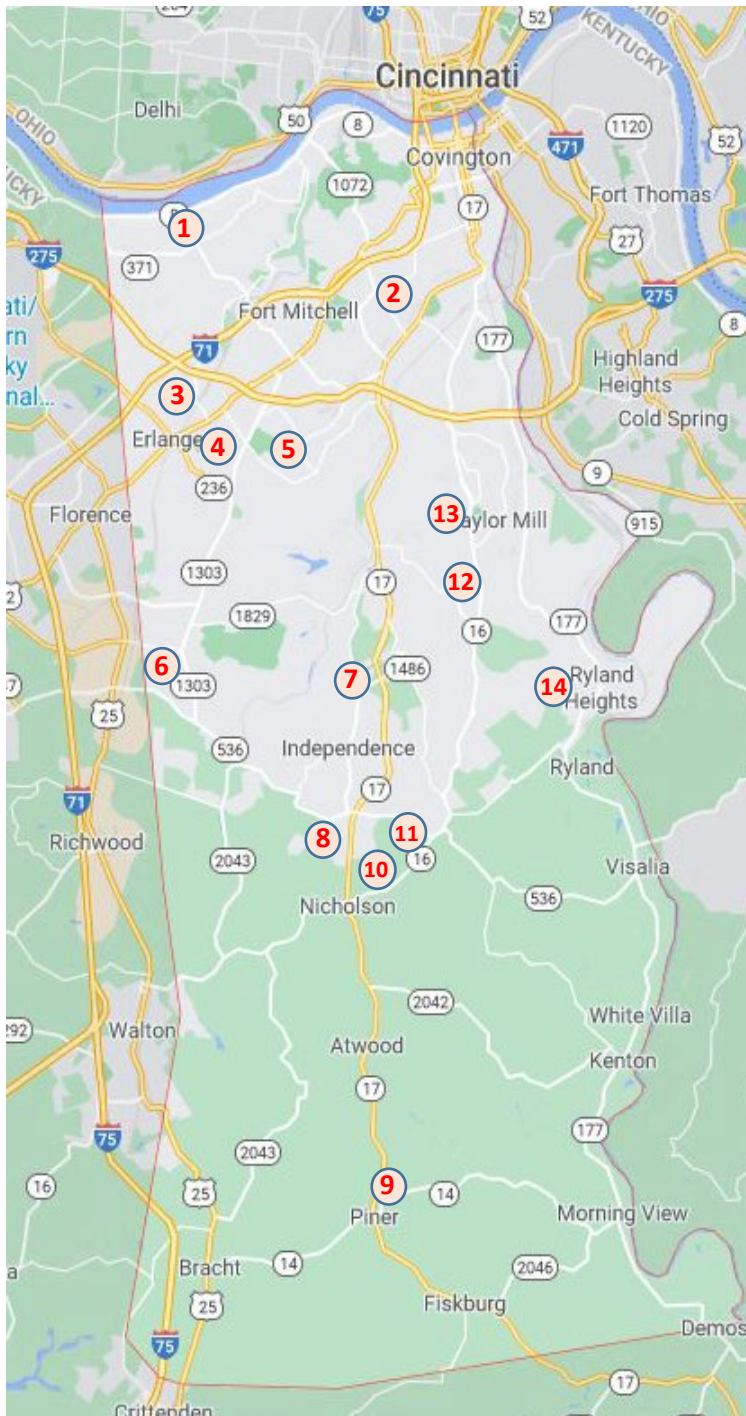 75
52
OHIO
KENTUCKY
Cincinnati
Delhi
50
8
1120
471
52
OHIO
Covington
1072
Fort Thomas
17
1
27
275
371
ati/
rn
ky
nal...
2
275
Fort Mitchell
8
71
177
Highland
Heights
3
Cold Spring
Erlange
4
5
9
236
Florence
13
aylor Mill
915
1303
17
12
2
1829
16
177
6
1303
7
1486
14
Ryland
Heights
25
536
Independence
Ryland
17
71
Richwood
2043
8
11
10
16
Visalia
536
Nicholson
2042
White Villa
292
Walton
Atwood
Kenton
17
75
177
2043
16
25
9
14
Piner
Morning View
a
Bracht
14
2046
25
Fiskburg
Demos
75
17
Crittenden